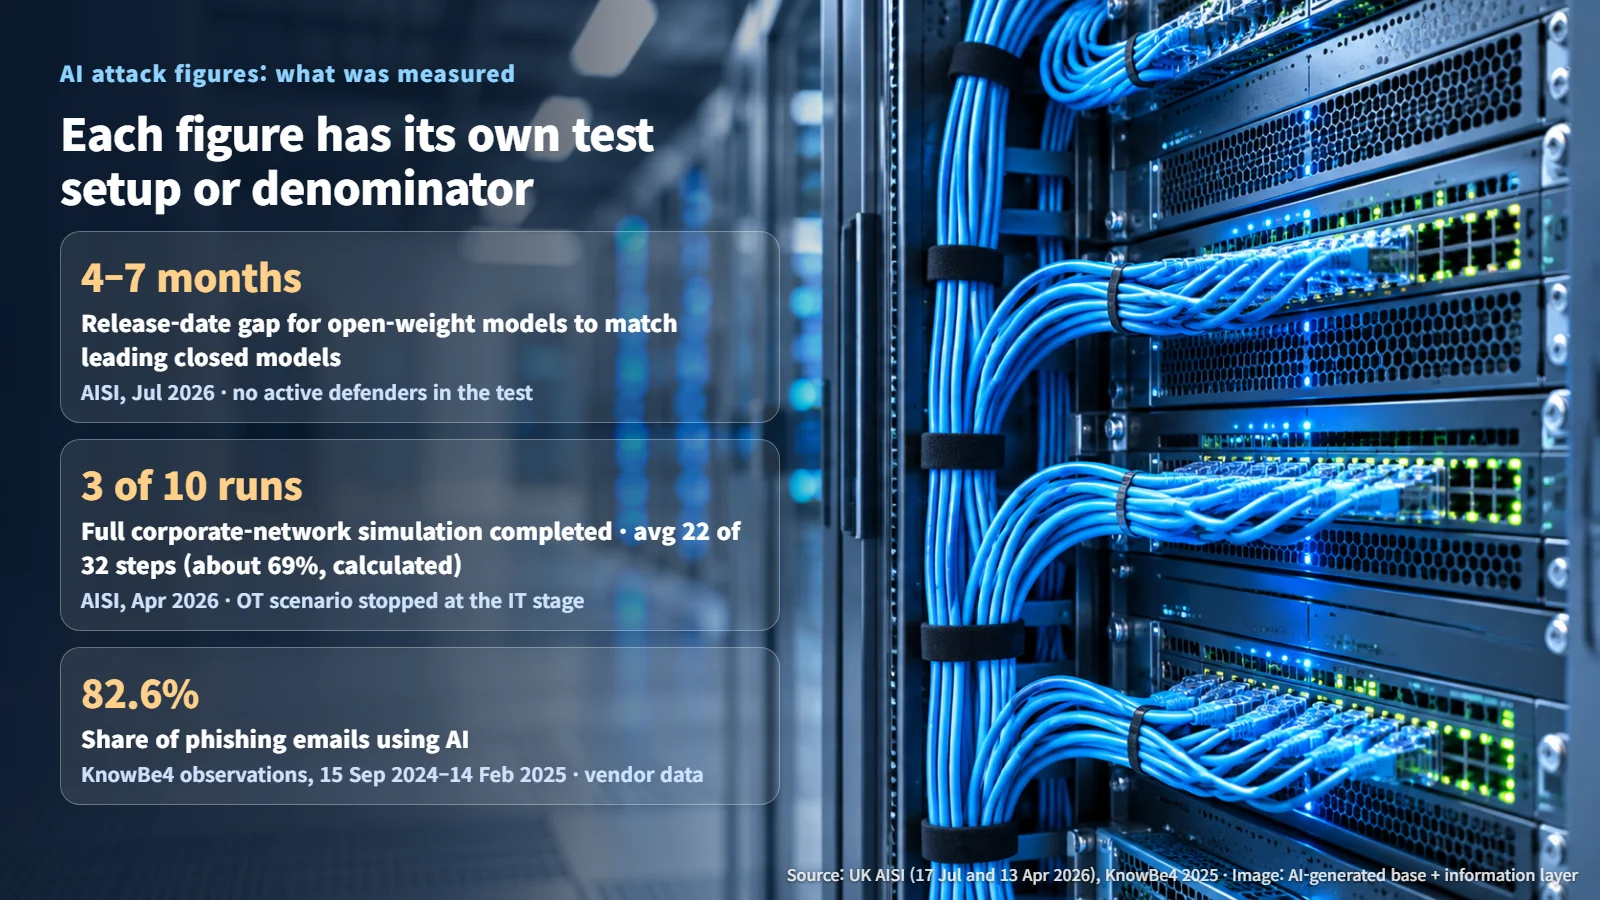 AI attack figures: what was measured
Each figure has its own test
setup or denominator
4–7 months
Release-date gap for open-weight models to match
leading closed models
AISI, Jul 2026 · no active defenders in the test
3 of 10 runs
Full corporate-network simulation completed · avg 22 of
32 steps (about 69%, calculated)
AISI, Apr 2026 · OT scenario stopped at the IT stage
82.6%
Share of phishing emails using AI
KnowBe4 observations, 15 Sep 2024–14 Feb 2025 · vendor data
Source: UK AISI (17 Jul and 13 Apr 2026), KnowBe4 2025 · Image: AI-generated base + information layer